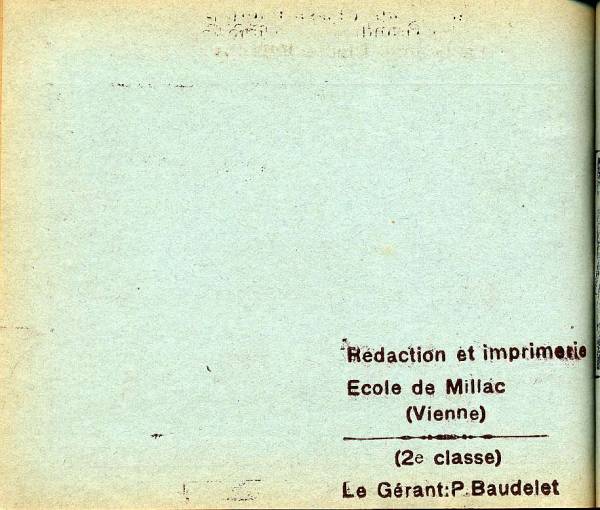 Rédaction et imprimerie
Ecole de Millac
(Vienne)
(2e classe)
Le Gérant:P.Baudelet